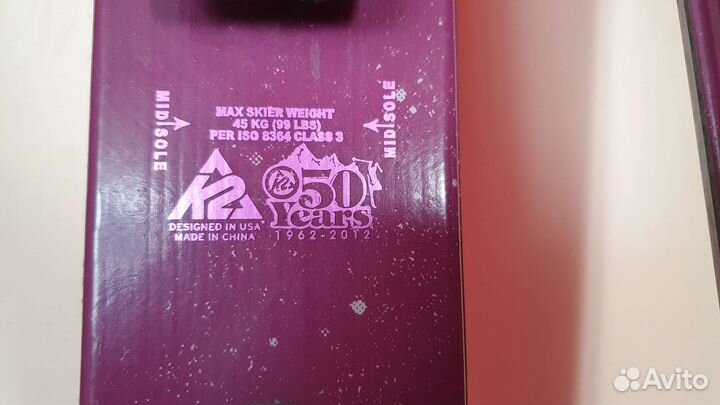 MIDSOLE
MAX SKIER WEIGHT
45 KG (99 LBS)
PER ISO 8364 CLASS 3
MIDSOLE
K2
K2 50
Years
DESIGNED IN USA
MADE IN CHINA
1962-2012
Avito